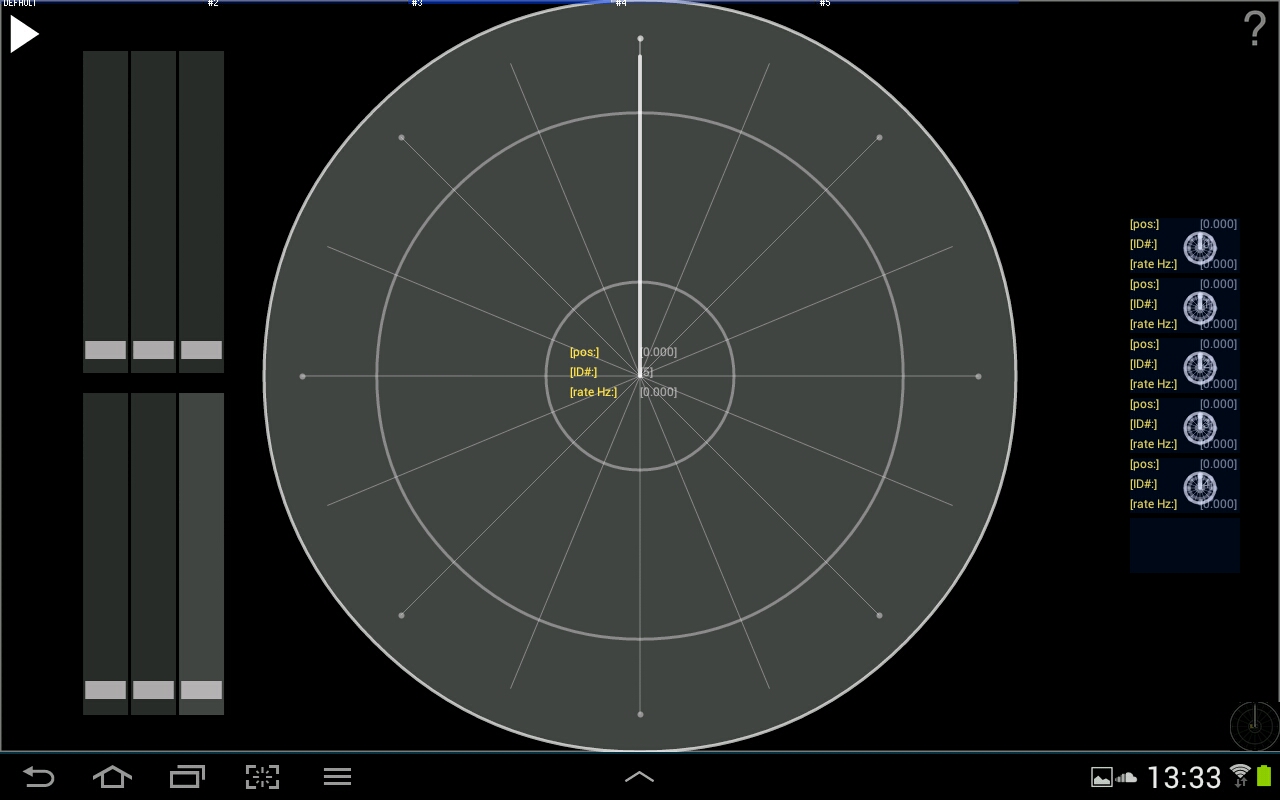 DEFAULT #2 #3 #4 #5
?
[pos:] [0.000]
[ID#:] [5]
[rate Hz:] [0.000]
[pos:] [0.000]
[ID#:]
[rate Hz:] [0.000]
[pos:] [0.000]
[ID#:]
[rate Hz:] [0.000]
[pos:] [0.000]
[ID#:]
[rate Hz:] [0.000]
[pos:] [0.000]
[ID#:]
[rate Hz:] [0.000]
[pos:] [0.000]
[ID#:]
[rate Hz:] [0.000]
13:33